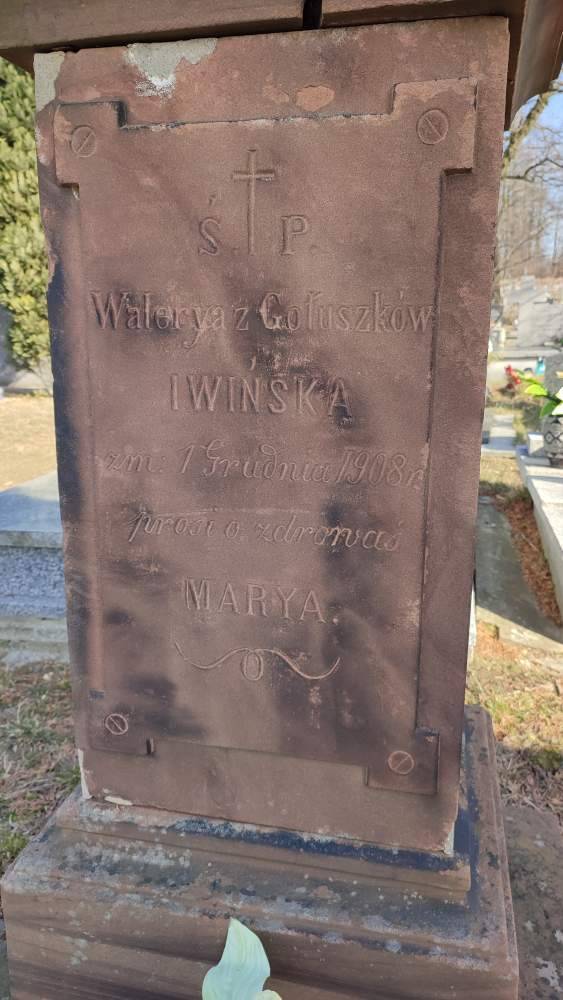 Ś. P.
Walerya z Gołuszków
IWIŃSKA
zm: 1 Grudnia 1908 r.
prosi o zdrowaś
MARYA.